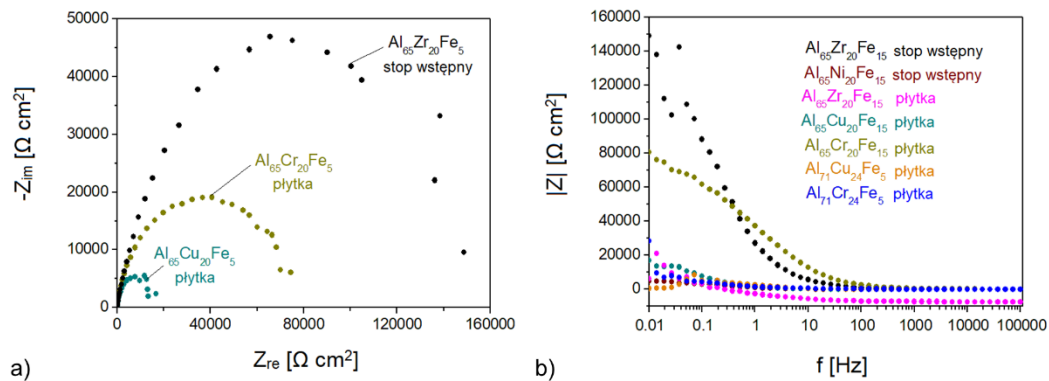 50000
40000
30000
20000
10000
0
-Z_im [Ω cm²]
0 40000 80000 120000 160000
Z_re [Ω cm²]
Al₆₅Zr₂₀Fe₅
stop wstępny
Al₆₅Cr₂₀Fe₅
płytka
Al₆₅Cu₂₀Fe₅
płytka
a)
160000
140000
120000
100000
80000
60000
40000
20000
0
|Z| [Ω cm²]
0.01 0.1 1 10 100 1000 10000 100000
f [Hz]
Al₆₅Zr₂₀Fe₁₅ stop wstępny
Al₆₅Ni₂₀Fe₁₅ stop wstępny
Al₆₅Zr₂₀Fe₁₅ płytka
Al₆₅Cu₂₀Fe₁₅ płytka
Al₆₅Cr₂₀Fe₁₅ płytka
Al₇₁Cu₂₄Fe₅ płytka
Al₇₁Cr₂₄Fe₅ płytka
b)